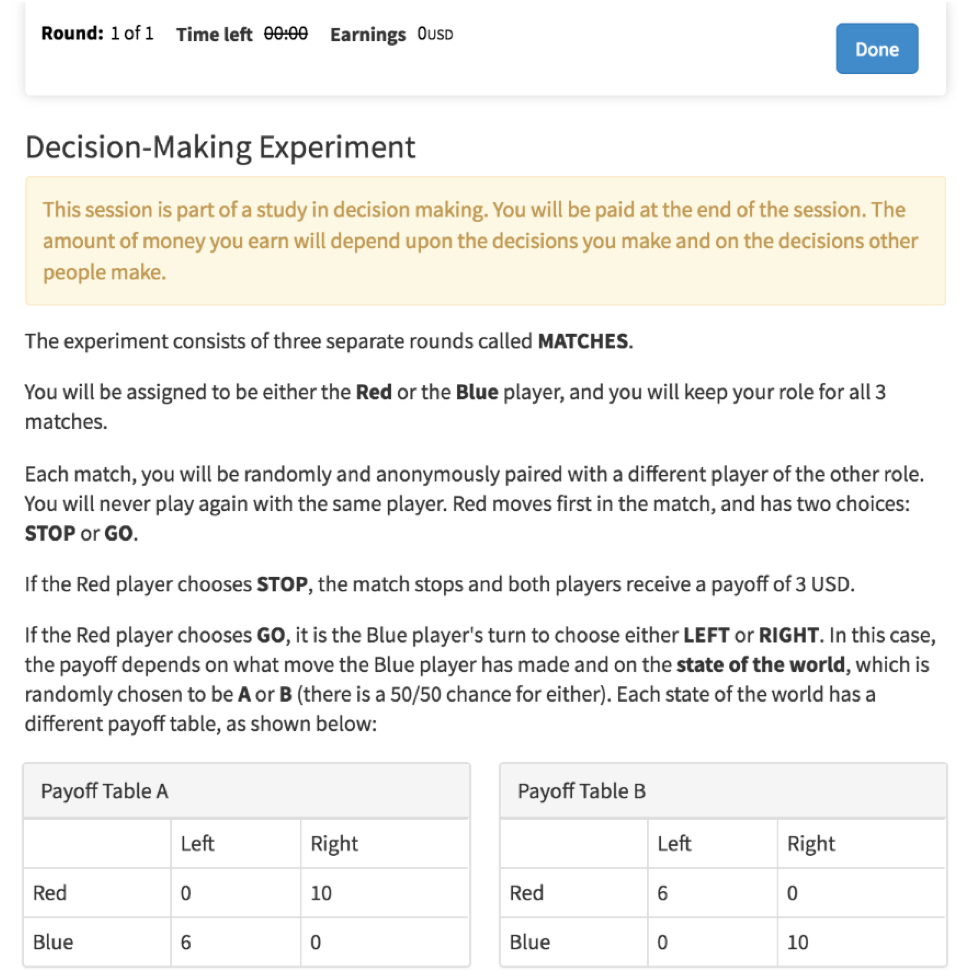 Round: 1 of 1 Time left 00:00 Earnings 0USD
Done
Decision-Making Experiment
This session is part of a study in decision making. You will be paid at the end of the session. The
amount of money you earn will depend upon the decisions you make and on the decisions other
people make.
The experiment consists of three separate rounds called MATCHES.
You will be assigned to be either the Red or the Blue player, and you will keep your role for all 3
matches.
Each match, you will be randomly and anonymously paired with a different player of the other role.
You will never play again with the same player. Red moves first in the match, and has two choices:
STOP or GO.
If the Red player chooses STOP, the match stops and both players receive a payoff of 3 USD.
If the Red player chooses GO, it is the Blue player's turn to choose either LEFT or RIGHT. In this case,
the payoff depends on what move the Blue player has made and on the state of the world, which is
randomly chosen to be A or B (there is a 50/50 chance for either). Each state of the world has a
different payoff table, as shown below:
Payoff Table A
Left Right
Red 0 10
Blue 6 0
Payoff Table B
Left Right
Red 6 0
Blue 0 10